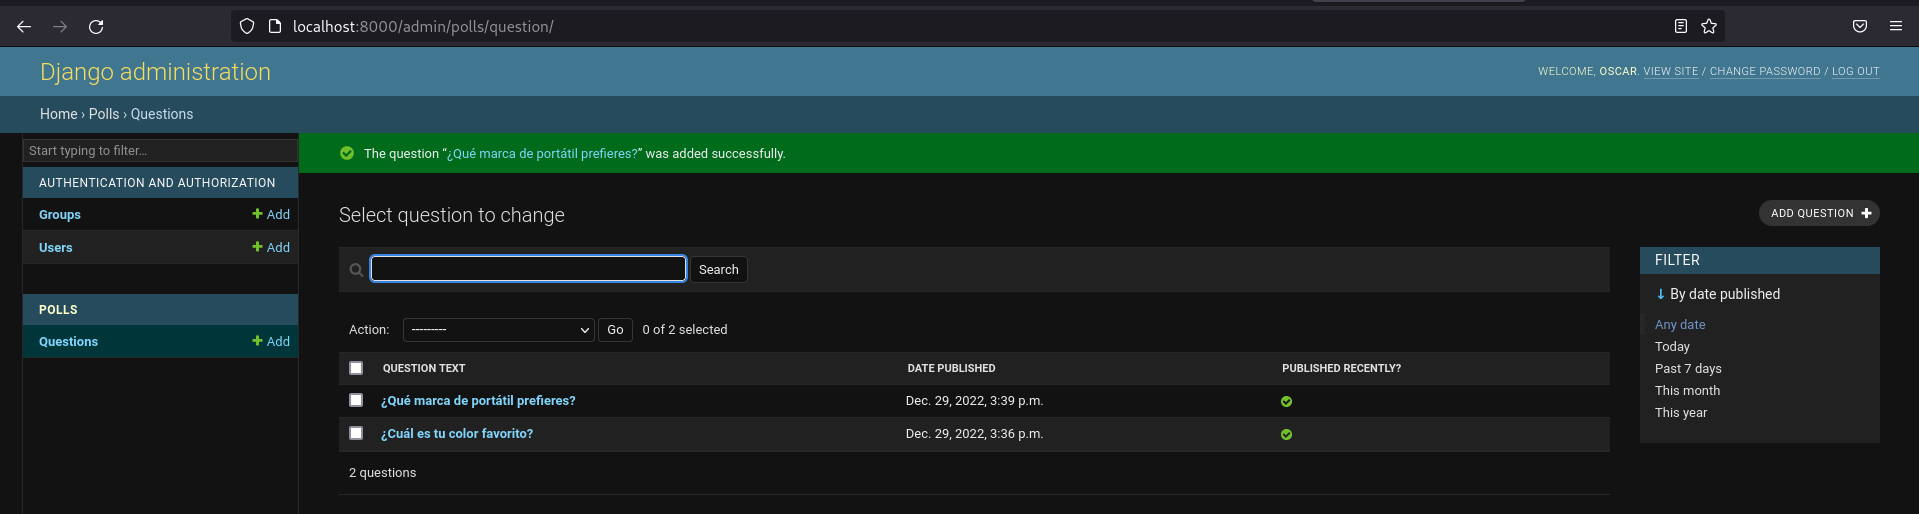 localhost:8000/admin/polls/question/
Django administration
WELCOME, OSCAR. VIEW SITE / CHANGE PASSWORD / LOG OUT
Home › Polls › Questions
Start typing to filter...
AUTHENTICATION AND AUTHORIZATION
Groups
Add
Users
Add
POLLS
Questions
Add
The question “¿Qué marca de portátil prefieres?” was added successfully.
Select question to change
ADD QUESTION
Search
Action: --------- Go 0 of 2 selected
QUESTION TEXT DATE PUBLISHED PUBLISHED RECENTLY?
¿Qué marca de portátil prefieres? Dec. 29, 2022, 3:39 p.m.
¿Cuál es tu color favorito? Dec. 29, 2022, 3:36 p.m.
2 questions
FILTER
↓ By date published
Any date
Today
Past 7 days
This month
This year